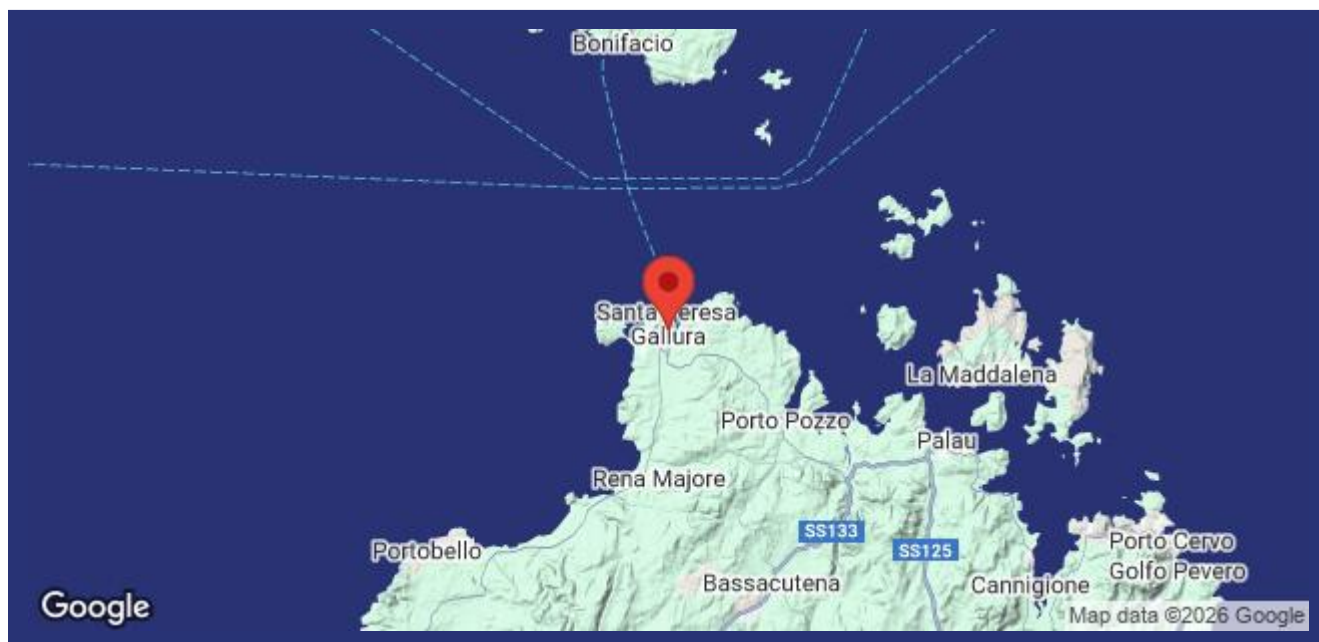 Bonifacio
Santa Teresa
Gallura
La Maddalena
Porto Pozzo
Palau
Rena Majore
SS133
Porto Cervo
Portobello
SS125
Golfo Pevero
Bassacutena
Cannigione
Google
Map data ©2026 Google